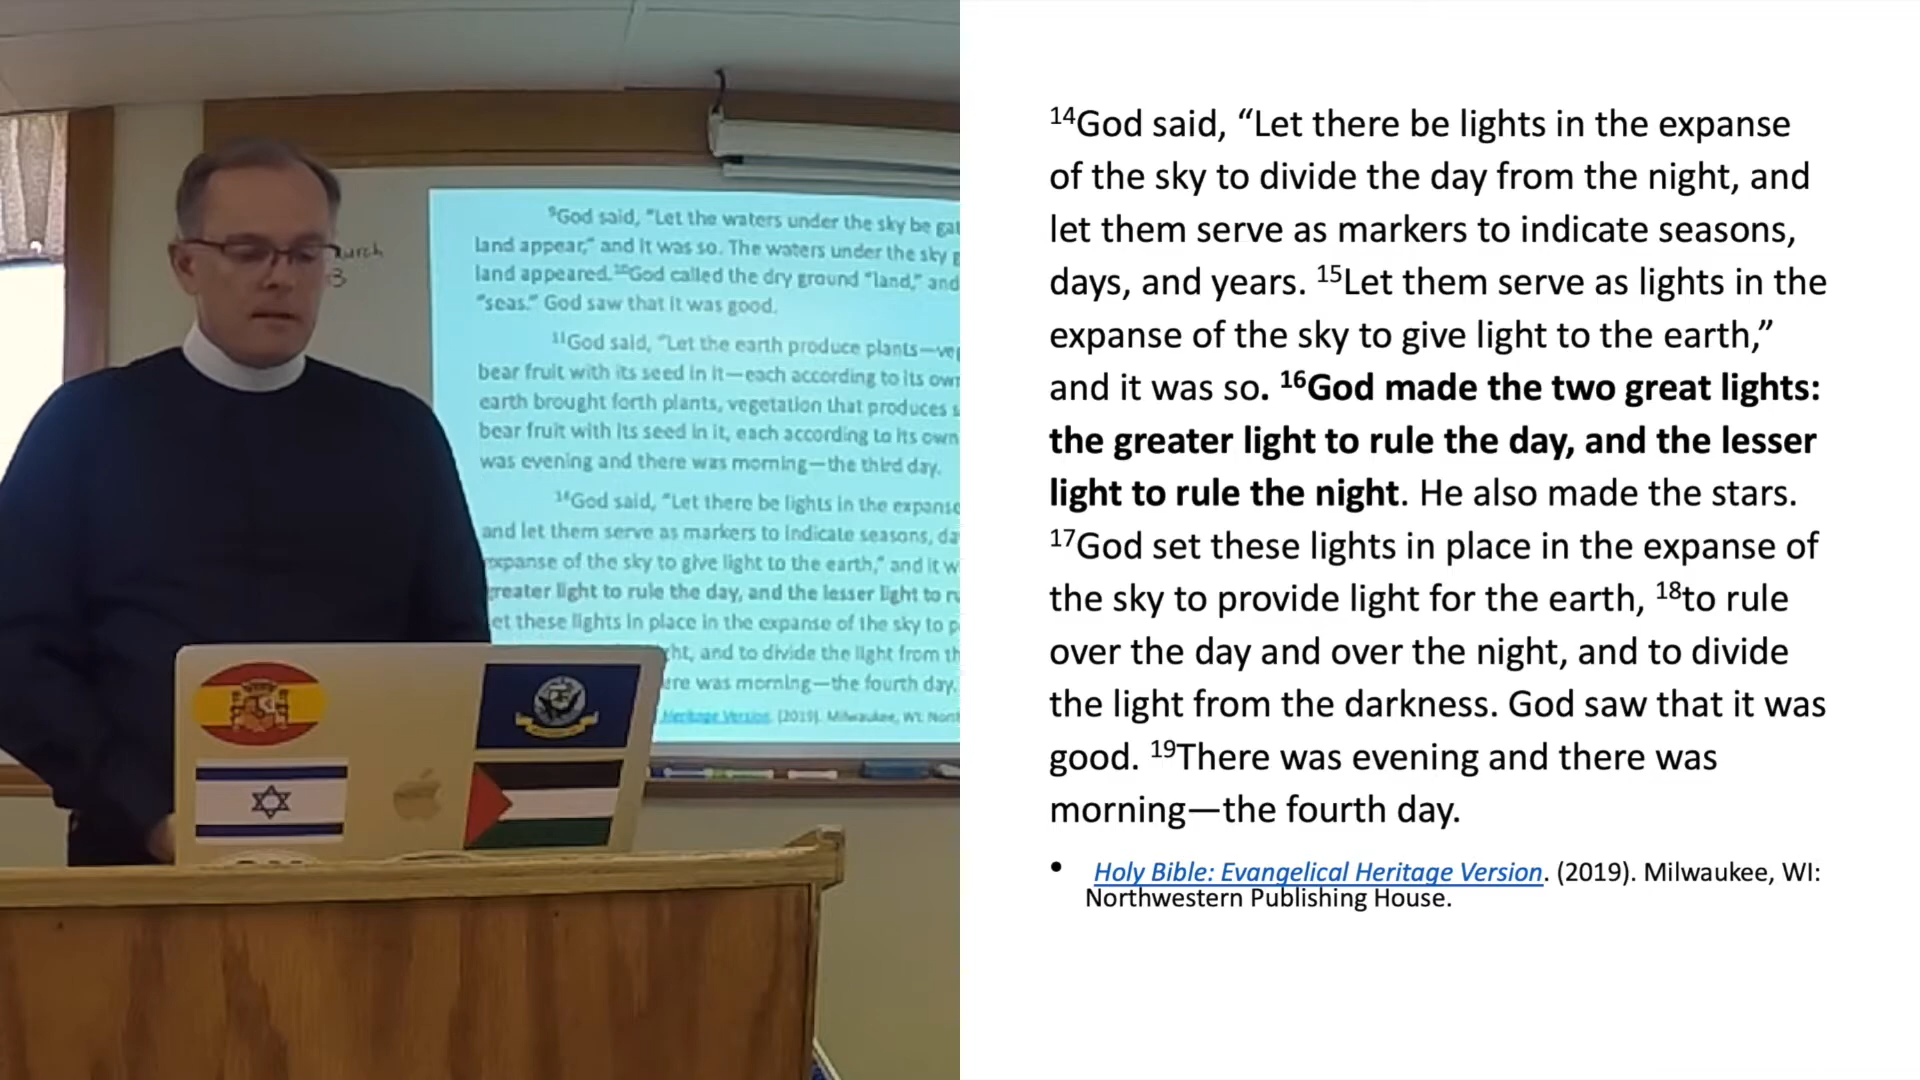 urch
3
⁹God said, “Let the waters under the sky be gat
land appear,” and it was so. The waters under the sky g
land appeared. ¹⁰God called the dry ground “land,” and
“seas.” God saw that it was good.
¹¹God said, “Let the earth produce plants—veg
bear fruit with its seed in it—each according to its own
earth brought forth plants, vegetation that produces s
bear fruit with its seed in it, each according to its own
was evening and there was morning—the third day.
¹⁴God said, “Let there be lights in the expanse
and let them serve as markers to indicate seasons, da
expanse of the sky to give light to the earth,” and it w
greater light to rule the day, and the lesser light to ru
et these lights in place in the expanse of the sky to p
ght, and to divide the light from th
ere was morning—the fourth day.
Heritage Version. (2019). Milwaukee, WI: North
¹⁴God said, “Let there be lights in the expanse
of the sky to divide the day from the night, and
let them serve as markers to indicate seasons,
days, and years. ¹⁵Let them serve as lights in the
expanse of the sky to give light to the earth,”
and it was so. ¹⁶God made the two great lights:
the greater light to rule the day, and the lesser
light to rule the night. He also made the stars.
¹⁷God set these lights in place in the expanse of
the sky to provide light for the earth, ¹⁸to rule
over the day and over the night, and to divide
the light from the darkness. God saw that it was
good. ¹⁹There was evening and there was
morning—the fourth day.
• Holy Bible: Evangelical Heritage Version. (2019). Milwaukee, WI:
Northwestern Publishing House.